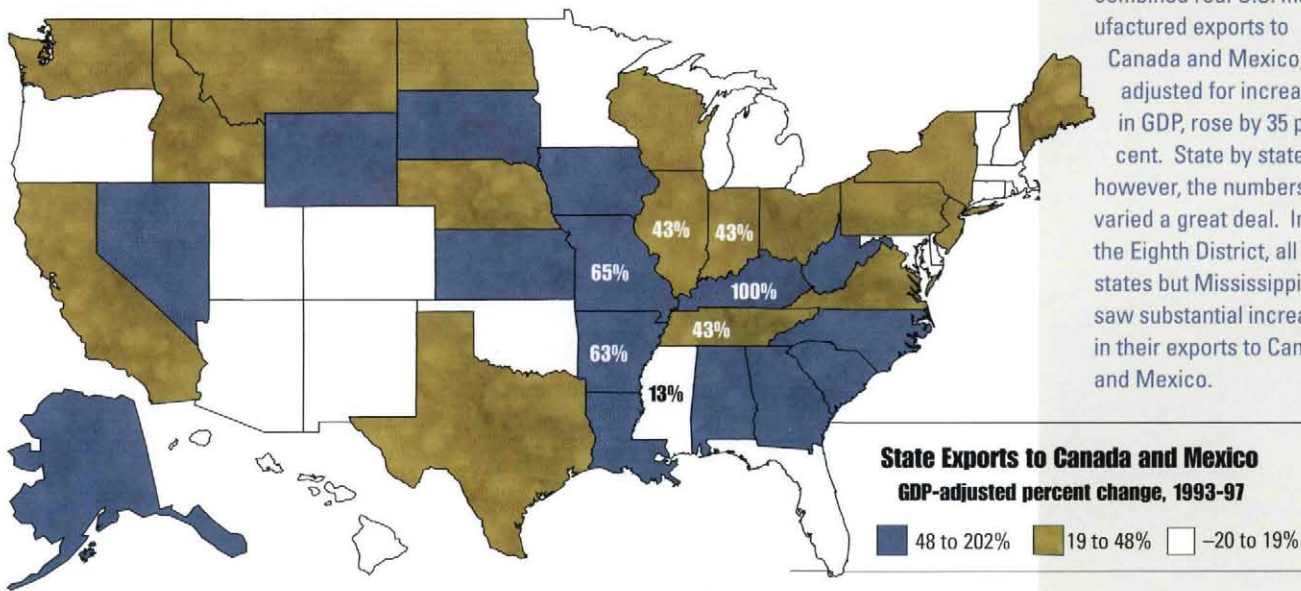 ufactured exports to
Canada and Mexico,
adjusted for
in GDP, rose by 35
cent. State by state
however, the numbers
varied a great deal. In
the Eighth District, all
states but Mississippi
saw substantial
in their exports to
and Mexico.
43%
43%
65%
100%
43%
63%
13%
State Exports to Canada and Mexico
GDP-adjusted percent change, 1993-97
48 to 202%
19 to 48%
–20 to 19%